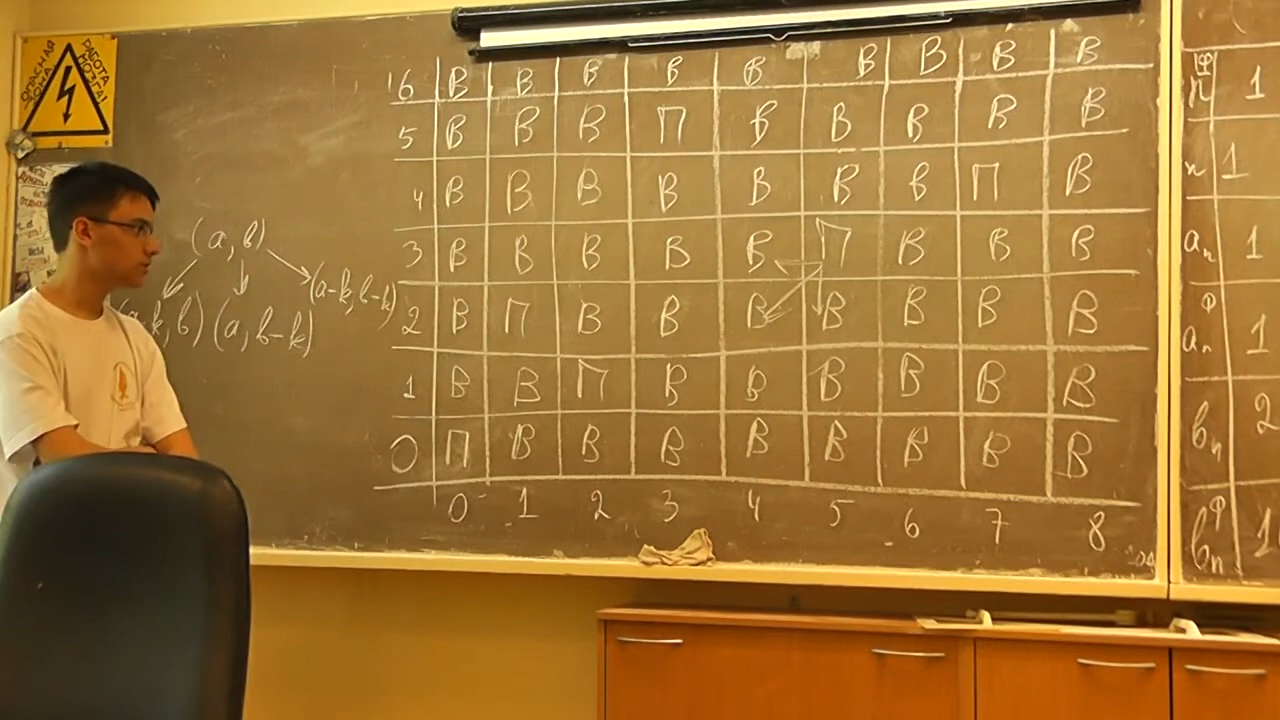 ОПАСНАЯ ЗОНА
РАБОТА МОЗГА!
(a, b)
(a-k, b) (a, b-k) (a-k, b-k)
6 В В В В В В В В В
5 В В В П В В В В В
4 В В В В В В В П В
3 В В В В В П В В В
2 В П В В В В В В В
1 В В П В В В В В В
0 П В В В В В В В В
0 1 2 3 4 5 6 7 8
n 1
n 1
aₙ 1
aₙ 1
bₙ 2
bₙ 1